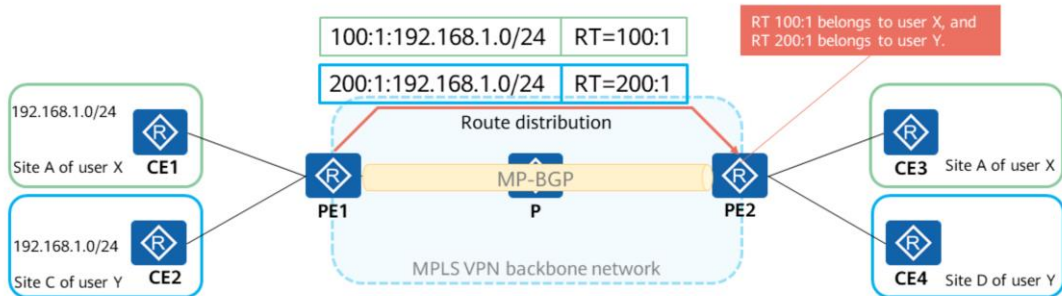 100:1:192.168.1.0/24 RT=100:1
200:1:192.168.1.0/24 RT=200:1
RT 100:1 belongs to user X, and
RT 200:1 belongs to user Y.
Route distribution
192.168.1.0/24
R
Site A of user X
CE1
192.168.1.0/24
R
Site C of user Y
CE2
R
PE1
MP-BGP
P
R
PE2
MPLS VPN backbone network
R
CE3
Site A of user X
R
CE4
Site D of user Y